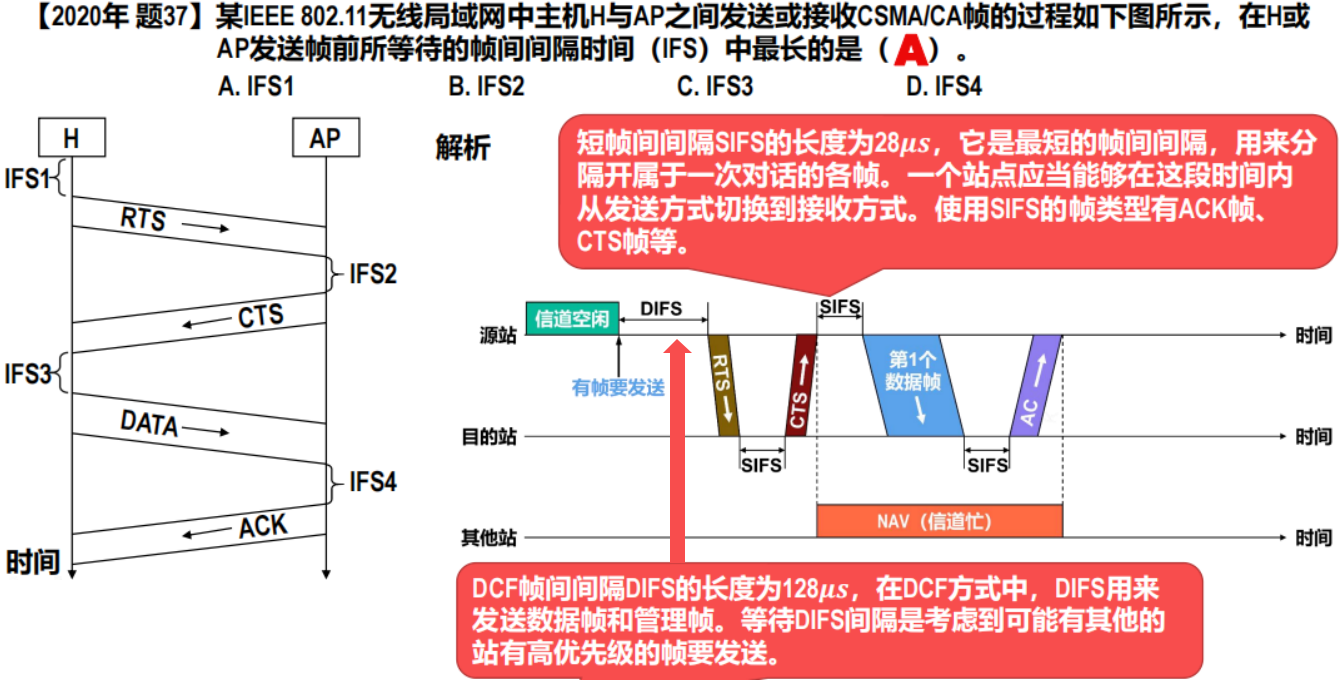 【2020年 题37】某IEEE 802.11无线局域网中主机H与AP之间发送或接收CSMA/CA帧的过程如下图所示，在H或
AP发送帧前所等待的帧间间隔时间（IFS）中最长的是（A）。
A. IFS1 B. IFS2 C. IFS3 D. IFS4
H
AP
IFS1
RTS
IFS2
CTS
IFS3
DATA
IFS4
ACK
时间
解析
短帧间间隔SIFS的长度为28μs，它是最短的帧间间隔，用来分
隔开属于一次对话的各帧。一个站点应当能够在这段时间内
从发送方式切换到接收方式。使用SIFS的帧类型有ACK帧、
CTS帧等。
信道空闲
DIFS
SIFS
源站
时间
有帧要发送
RTS
CTS
第1个
数据帧
AC
目的站
时间
SIFS
SIFS
NAV（信道忙）
其他站
时间
DCF帧间间隔DIFS的长度为128μs，在DCF方式中，DIFS用来
发送数据帧和管理帧。等待DIFS间隔是考虑到可能有其他的
站有高优先级的帧要发送。